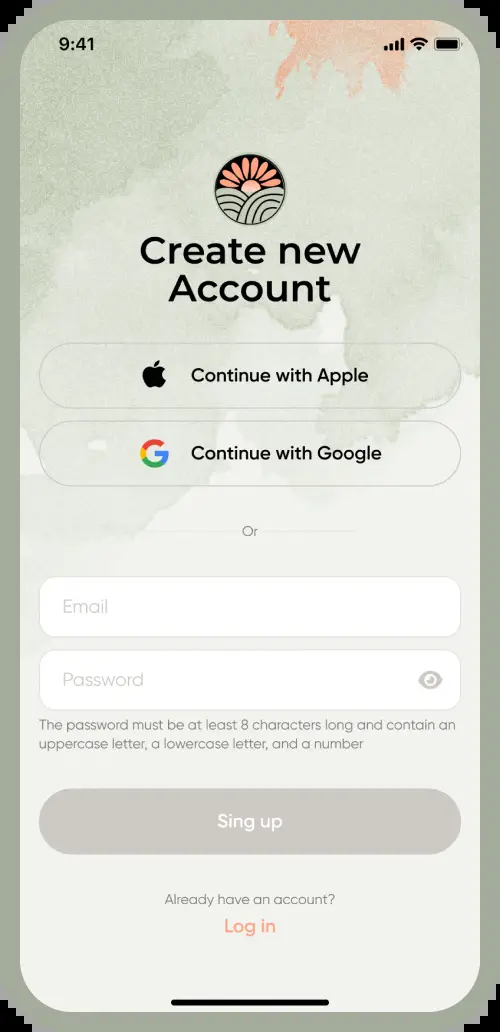 9:41
Create new
Account
Continue with Apple
Continue with Google
Or
Email
Password
The password must be at least 8 characters long and contain an
uppercase letter, a lowercase letter, and a number
Sing up
Already have an account?
Log in